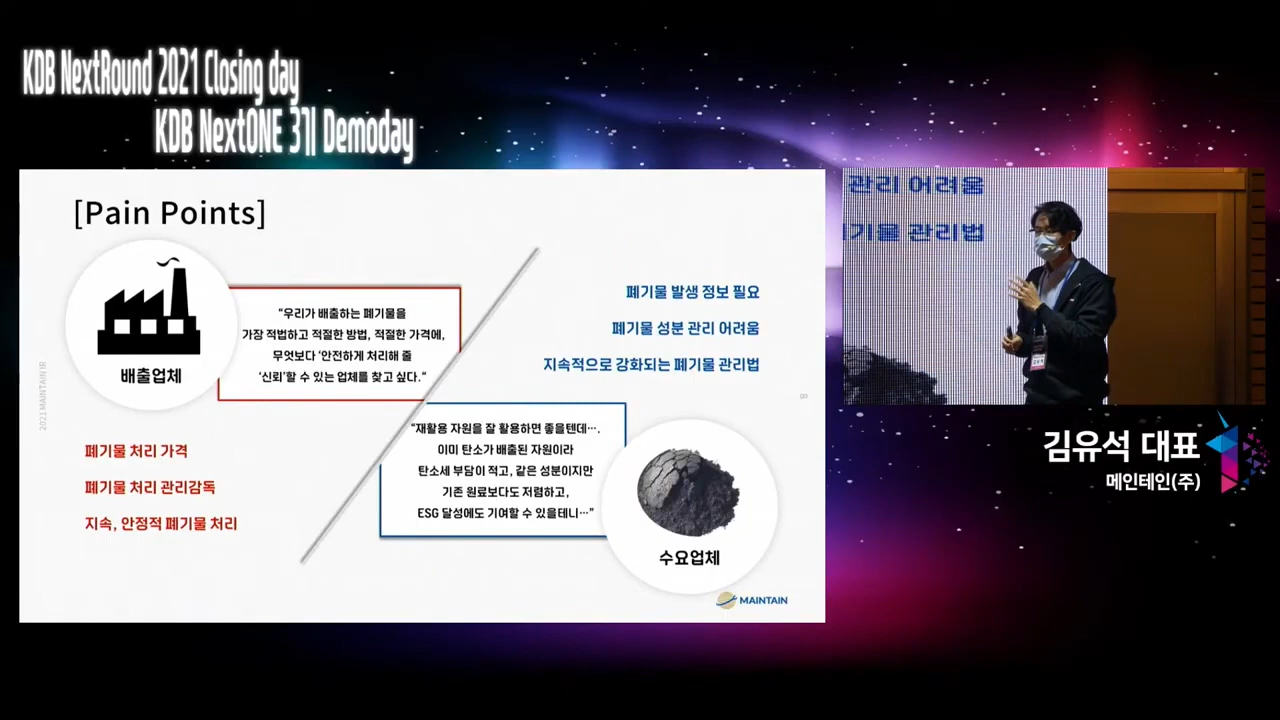 KDB NextRound 2021 Closing day
KDB NextONE 3기 Demoday
[Pain Points]
배출업체
"우리가 배출하는 폐기물을
가장 적법하고 적절한 방법, 적절한 가격에,
무엇보다 '안전하게 처리해 줄
'신뢰'할 수 있는 업체를 찾고 싶다."
폐기물 발생 정보 필요
폐기물 성분 관리 어려움
지속적으로 강화되는 폐기물 관리법
2021 MAINTAIN IR
8
폐기물 처리 가격
폐기물 처리 관리감독
지속, 안정적 폐기물 처리
"재활용 자원을 잘 활용하면 좋을텐데….
이미 탄소가 배출된 자원이라
탄소세 부담이 적고, 같은 성분이지만
기존 원료보다도 저렴하고,
ESG 달성에도 기여할 수 있을테니…"
수요업체
MAINTAIN
관리 어려움
기물 관리법
김유석 대표
메인테인(주)